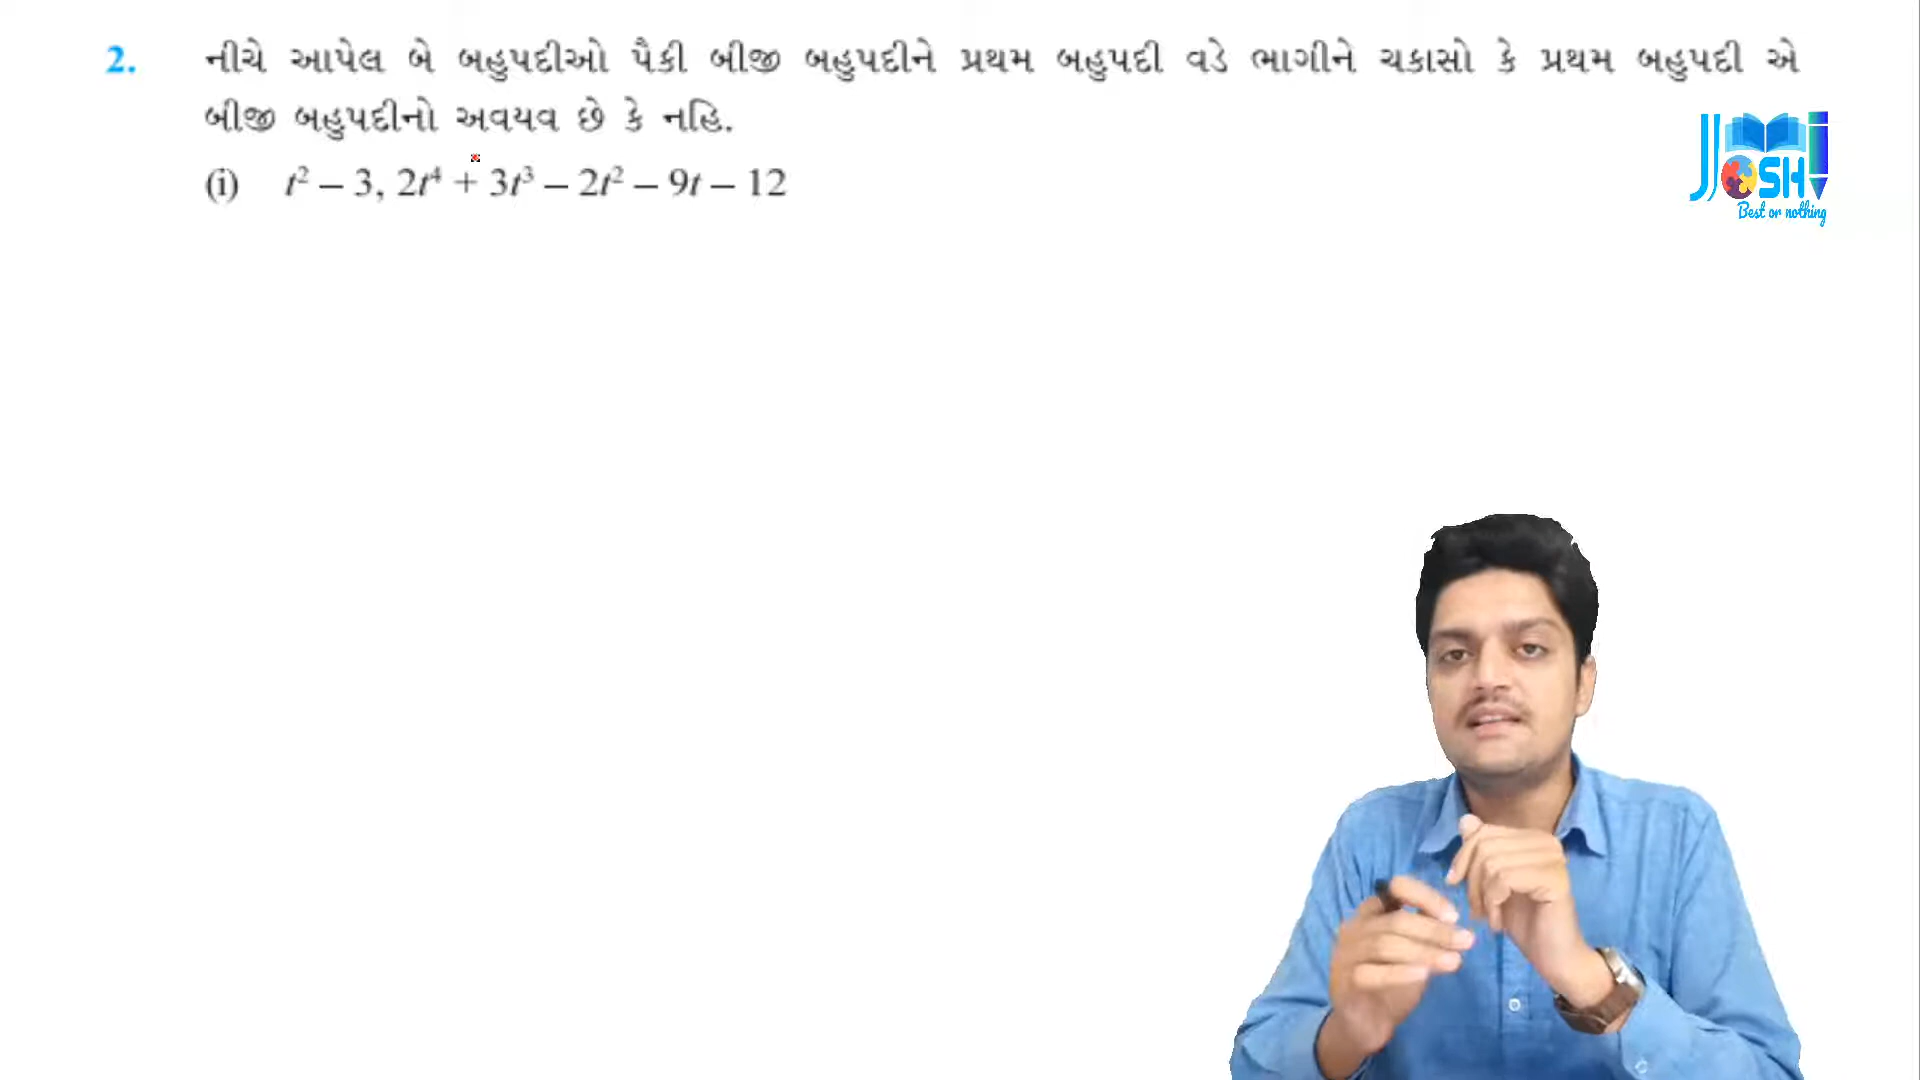 2. નીચે આપેલ બે બહુપદીઓ પૈકી બીજી બહુપદીને પ્રથમ બહુપદી વડે ભાગીને ચકાસો કે પ્રથમ બહુપદી એ
બીજી બહુપદીનો અવયવ છે કે નહિ.
(i) t² – 3, 2t⁴ + 3t³ – 2t² – 9t – 12
JOSH
Best or nothing